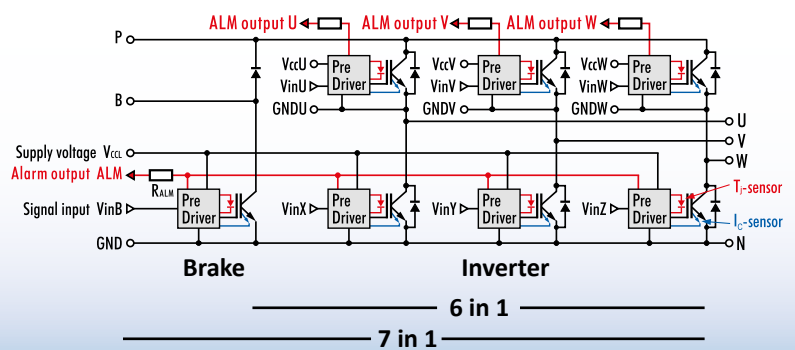 ALM output U ALM output V ALM output W
P
VccU VccV VccW
Pre Driver Pre Driver Pre Driver
VinU VinV VinW
B
GNDU GNDV GNDW
U
V
Supply voltage VCCL
W
Alarm output ALM
RALM
Pre Driver Pre Driver Pre Driver Pre Driver
Tj-sensor
Signal input VinB VinX VinY VinZ
IC-sensor
GND N
Brake Inverter
6 in 1
7 in 1